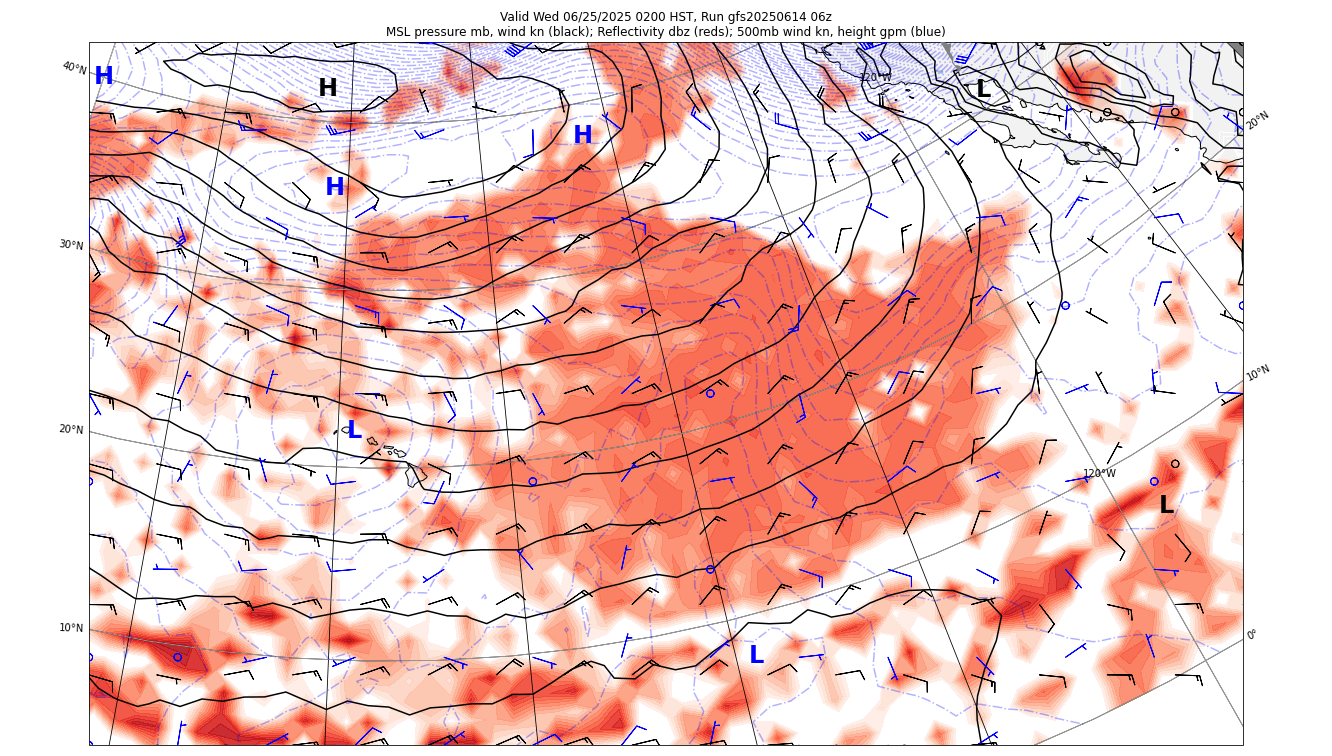 Valid Wed 06/25/2025 0200 HST, Run gfs20250614 06z
MSL pressure mb, wind kn (black); Reflectivity dbz (reds); 500mb wind kn, height gpm (blue)
40°N
H
H
120°W
L
20°N
H
H
30°N
10°N
20°N
L
120°W
L
10°N
0°
L